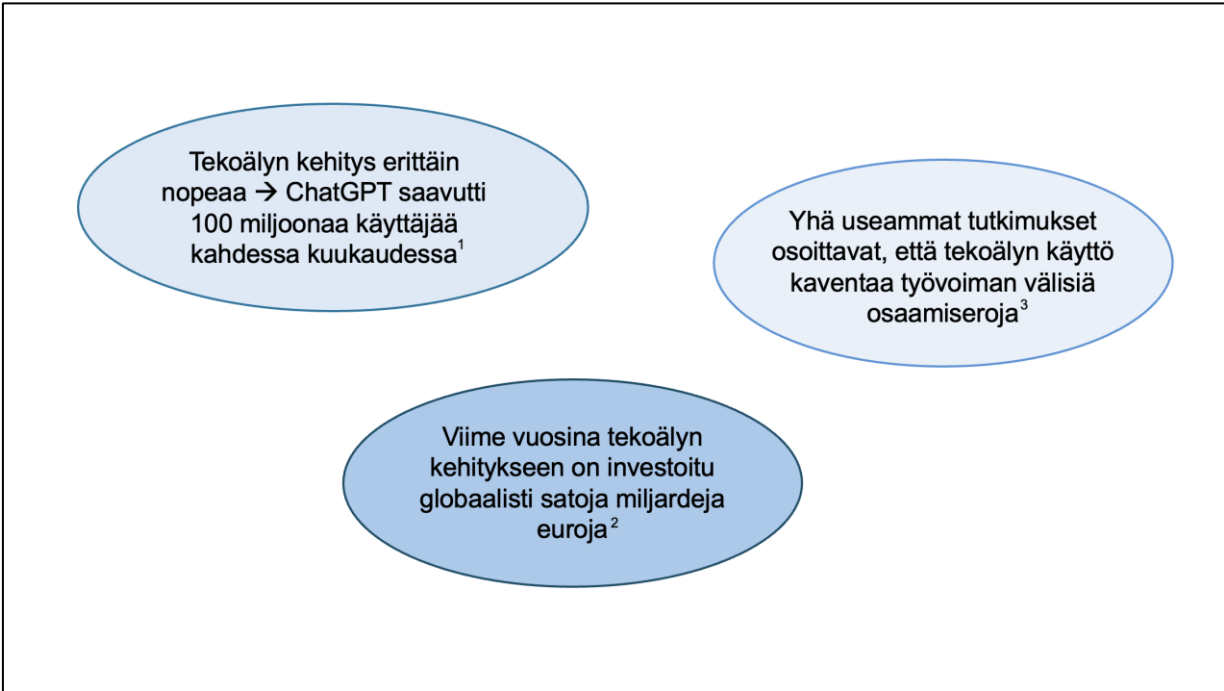 Tekoälyn kehitys erittäin
nopeaa → ChatGPT saavutti
100 miljoonaa käyttäjää
kahdessa kuukaudessa¹
Yhä useammat tutkimukset
osoittavat, että tekoälyn käyttö
kaventaa työvoiman välisiä
osaamiseroja³
Viime vuosina tekoälyn
kehitykseen on investoitu
globaalisti satoja miljardeja
euroja²